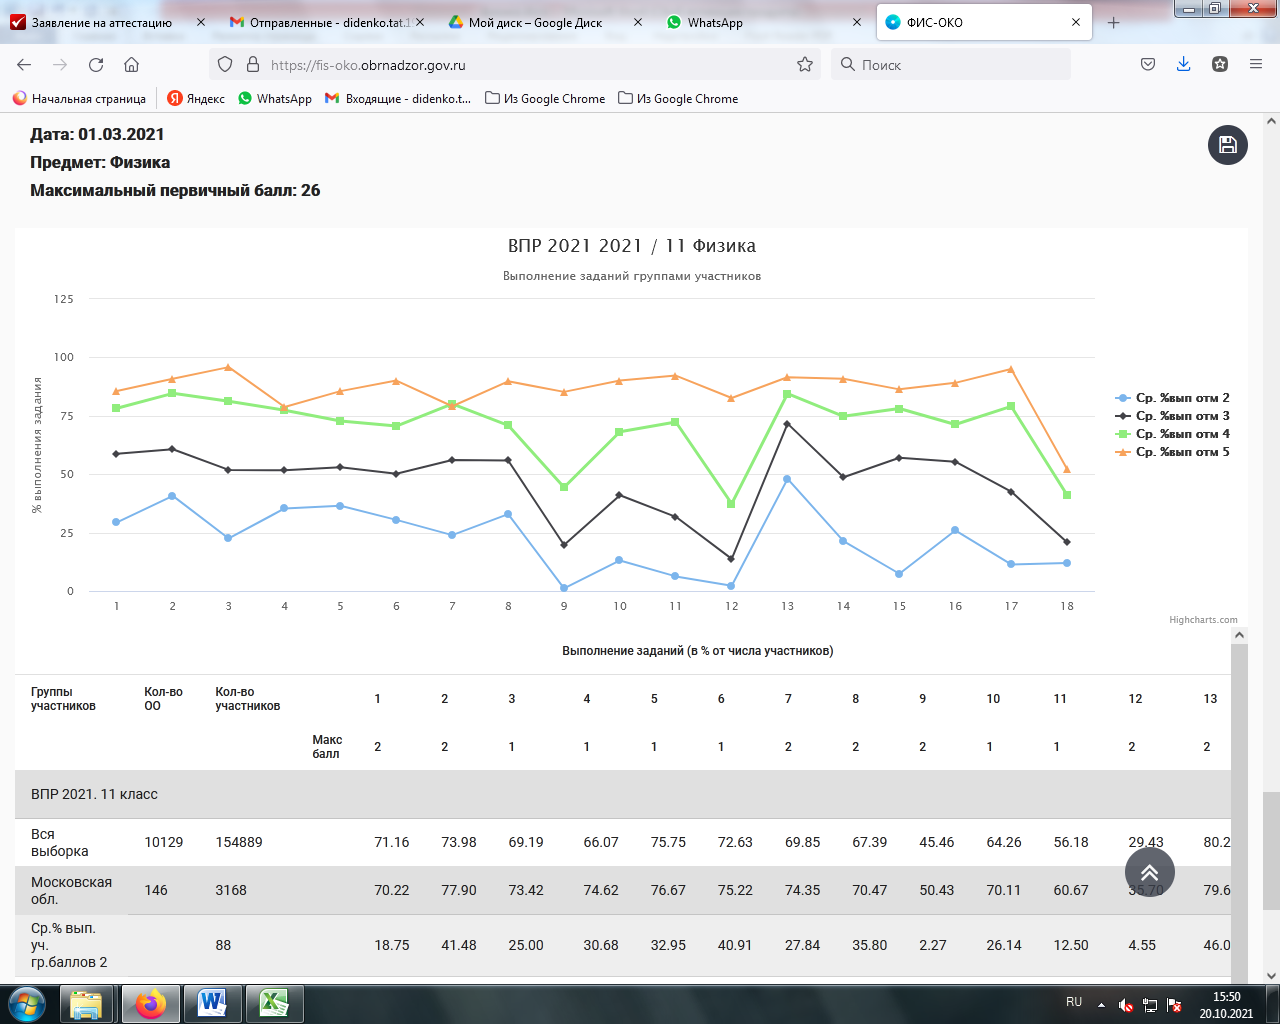 Заявление на аттестацию
Отправленные - didenko.tat.1
Мой диск – Google Диск
WhatsApp
ФИС-ОКО
https://fis-oko.obrnadzor.gov.ru
Поиск
Начальная страница
Яндекс
WhatsApp
Входящие - didenko.t...
Из Google Chrome
Из Google Chrome
Дата: 01.03.2021
Предмет: Физика
Максимальный первичный балл: 26
ВПР 2021 2021 / 11 Физика
Выполнение заданий группами участников
% выполнения задания
125
100
75
50
25
0
1 2 3 4 5 6 7 8 9 10 11 12 13 14 15 16 17 18
Ср. %вып отм 2
Ср. %вып отм 3
Ср. %вып отм 4
Ср. %вып отм 5
Highcharts.com
Выполнение заданий (в % от числа участников)
Группы участников Кол-во ОО Кол-во участников 1 2 3 4 5 6 7 8 9 10 11 12 13
Макс балл 2 2 1 1 1 1 2 2 2 1 1 2 2
ВПР 2021. 11 класс
Вся выборка 10129 154889 71.16 73.98 69.19 66.07 75.75 72.63 69.85 67.39 45.46 64.26 56.18 29.43 80.2
Московская обл. 146 3168 70.22 77.90 73.42 74.62 76.67 75.22 74.35 70.47 50.43 70.11 60.67 35.70 79.6
Ср.% вып. уч. гр.баллов 2 88 18.75 41.48 25.00 30.68 32.95 40.91 27.84 35.80 2.27 26.14 12.50 4.55 46.0
RU
15:50
20.10.2021